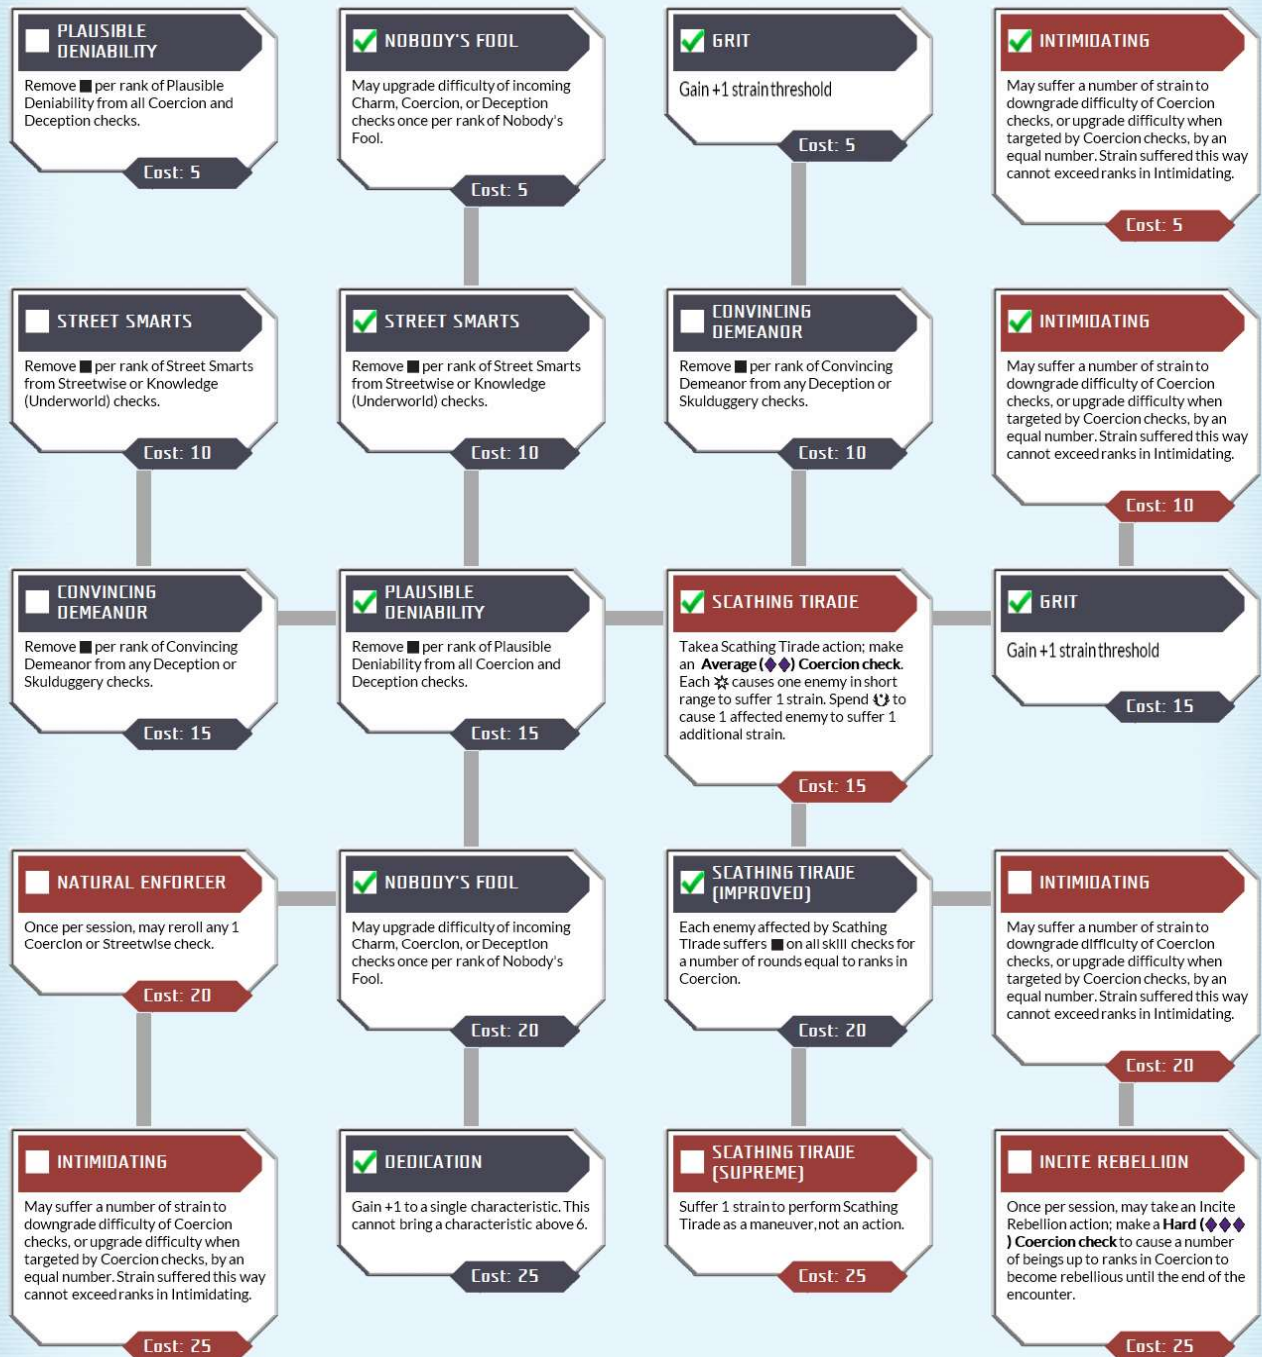 PLAUSIBLE
DENIABILITY
Remove ■ per rank of Plausible
Deniability from all Coercion and
Deception checks.
Cost: 5
NOBODY'S FOOL
May upgrade difficulty of incoming
Charm, Coercion, or Deception
checks once per rank of Nobody's
Fool.
Cost: 5
GRIT
Gain +1 strain threshold
Cost: 5
INTIMIDATING
May suffer a number of strain to
downgrade difficulty of Coercion
checks, or upgrade difficulty when
targeted by Coercion checks, by an
equal number. Strain suffered this way
cannot exceed ranks in Intimidating.
Cost: 5
STREET SMARTS
Remove ■ per rank of Street Smarts
from Streetwise or Knowledge
(Underworld) checks.
Cost: 10
STREET SMARTS
Remove ■ per rank of Street Smarts
from Streetwise or Knowledge
(Underworld) checks.
Cost: 10
CONVINCING
DEMEANOR
Remove ■ per rank of Convincing
Demeanor from any Deception or
Skulduggery checks.
Cost: 10
INTIMIDATING
May suffer a number of strain to
downgrade difficulty of Coercion
checks, or upgrade difficulty when
targeted by Coercion checks, by an
equal number. Strain suffered this way
cannot exceed ranks in Intimidating.
Cost: 10
CONVINCING
DEMEANOR
Remove ■ per rank of Convincing
Demeanor from any Deception or
Skulduggery checks.
Cost: 15
PLAUSIBLE
DENIABILITY
Remove ■ per rank of Plausible
Deniability from all Coercion and
Deception checks.
Cost: 15
SCATHING TIRADE
Takea Scathing Tirade action; make
an Average (◆◆) Coercion check.
Each causes one enemy in short
range to suffer 1 strain. Spend to
cause 1 affected enemy to suffer 1
additional strain.
Cost: 15
GRIT
Gain +1 strain threshold
Cost: 15
NATURAL ENFORCER
Once per session, may reroll any 1
Coercion or Streetwise check.
Cost: 20
NOBODY'S FOOL
May upgrade difficulty of incoming
Charm, Coercion, or Deception
checks once per rank of Nobody's
Fool.
Cost: 20
SCATHING TIRADE
(IMPROVED)
Each enemy affected by Scathing
Tirade suffers ■ on all skill checks for
a number of rounds equal to ranks in
Coercion.
Cost: 20
INTIMIDATING
May suffer a number of strain to
downgrade difficulty of Coercion
checks, or upgrade difficulty when
targeted by Coercion checks, by an
equal number. Strain suffered this way
cannot exceed ranks in Intimidating.
Cost: 20
INTIMIDATING
May suffer a number of strain to
downgrade difficulty of Coercion
checks, or upgrade difficulty when
targeted by Coercion checks, by an
equal number. Strain suffered this way
cannot exceed ranks in Intimidating.
Cost: 25
DEDICATION
Gain +1 to a single characteristic. This
cannot bring a characteristic above 6.
Cost: 25
SCATHING TIRADE
(SUPREME)
Suffer 1 strain to perform Scathing
Tirade as a maneuver, not an action.
Cost: 25
INCITE REBELLION
Once per session, may take an Incite
Rebellion action; make a Hard (◆◆◆
) Coercion check to cause a number
of beings up to ranks in Coercion to
become rebellious until the end of the
encounter.
Cost: 25